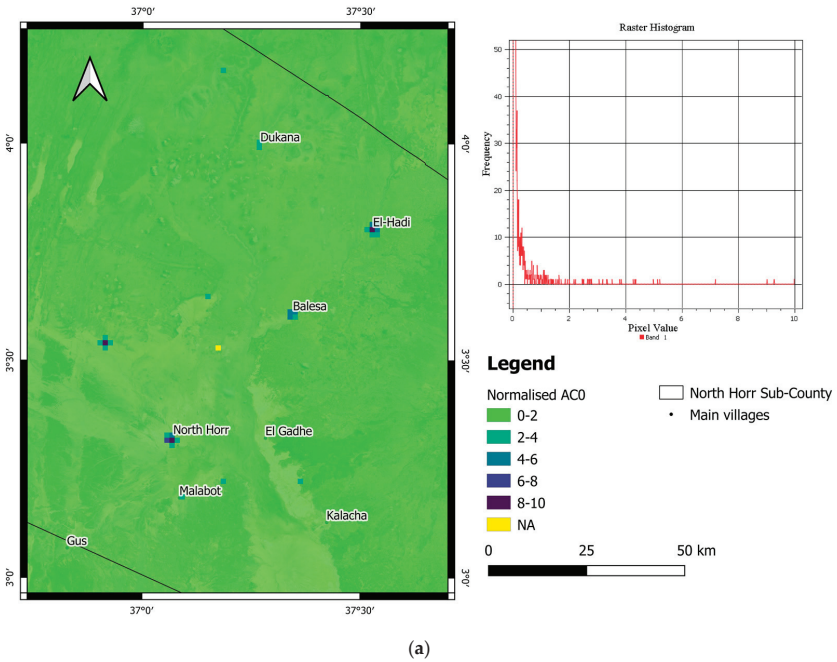 37°0′ 37°30′
Dukana
El-Hadi
Balesa
North Horr
El Gadhe
Malabot
Kalacha
Gus
4°0′
4°0′
3°30′
3°30′
3°0′
3°0′
37°0′ 37°30′
Raster Histogram
Frequency
50
40
30
20
10
0
0 2 4 6 8 10
Pixel Value
Band 1
Legend
Normalised AC0
0-2
2-4
4-6
6-8
8-10
NA
North Horr Sub-County
Main villages
0 25 50 km
(a)